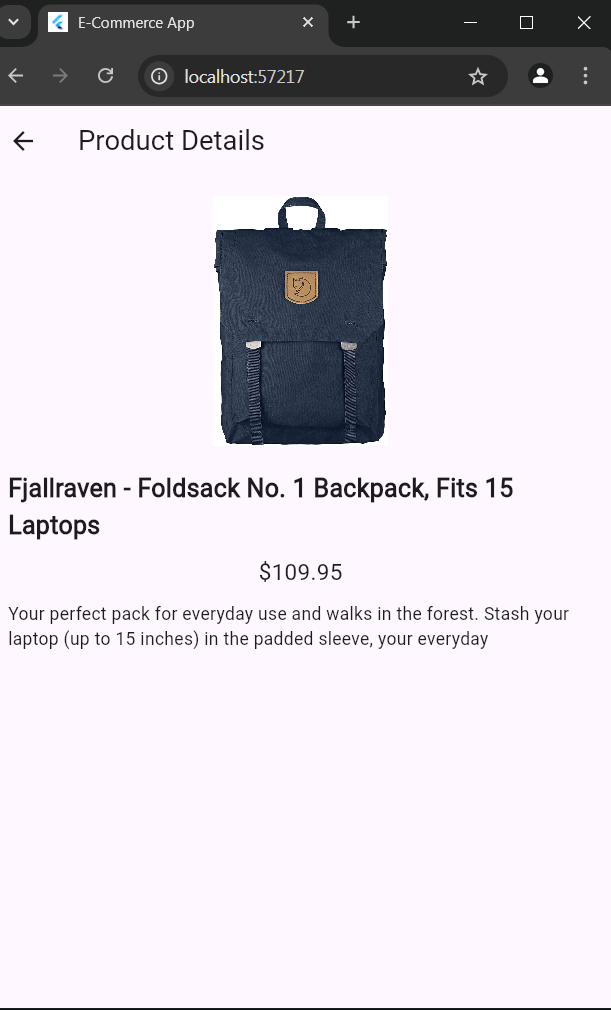 E-Commerce App
localhost:57217
Product Details
Fjallraven - Foldsack No. 1 Backpack, Fits 15
Laptops
$109.95
Your perfect pack for everyday use and walks in the forest. Stash your
laptop (up to 15 inches) in the padded sleeve, your everyday